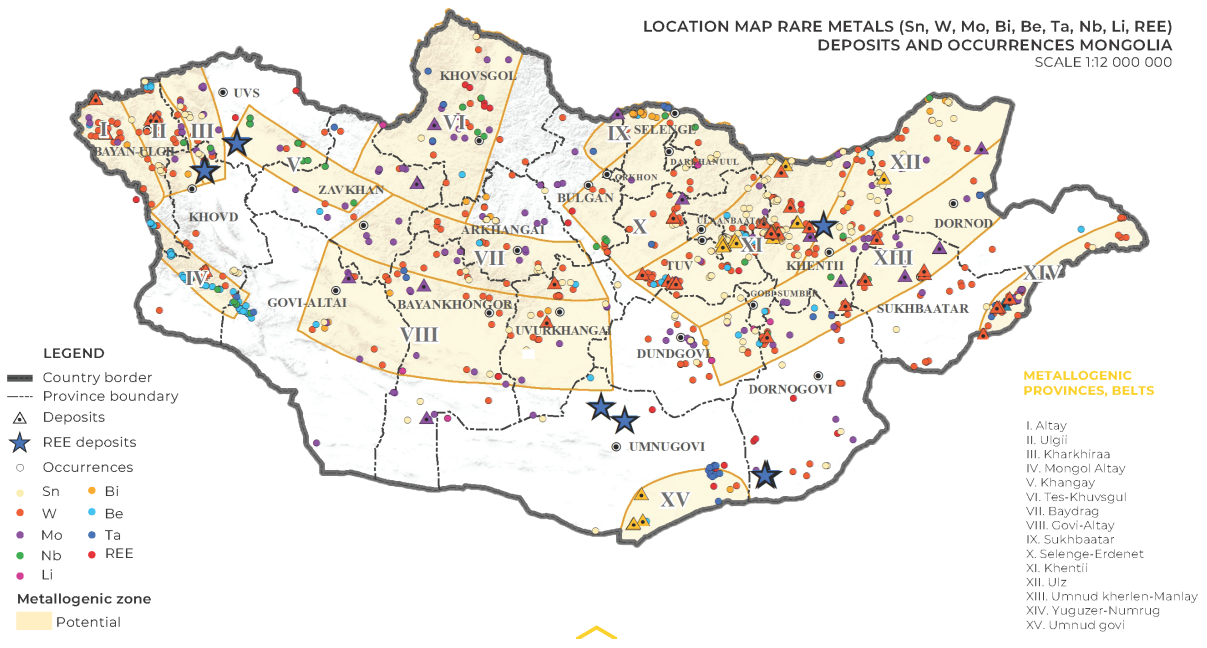 LOCATION MAP RARE METALS (Sn, W, Mo, Bi, Be, Ta, Nb, Li, REE)
DEPOSITS AND OCCURRENCES MONGOLIA
SCALE 1:12 000 000
KHOVSGOL
UVS
I
II
III
VI
IX
SELENGE
BAYAN-ULGII
V
DARKHANUUL
XII
ORKHON
ZAVKHAN
BULGAN
KHOVD
DORNOD
ARKHANGAI
X
ULAANBAATAR
XI
VII
TUV
KHENTII
XIII
XIV
IV
GOVI-ALTAI
BAYANKHONGOR
GOBISUMBER
SUKHBAATAR
VIII
UVURKHANGAI
DUNDGOVI
DORNOGOVI
UMNUGOVI
XV
LEGEND
Country border
Province boundary
Deposits
REE deposits
Occurrences
Sn
Bi
W
Be
Mo
Ta
Nb
REE
Li
Metallogenic zone
Potential
METALLOGENIC
PROVINCES, BELTS
I. Altay
II. Ulgii
III. Kharkhiraa
IV. Mongol Altay
V. Khangay
VI. Tes-Khuvsgul
VII. Baydrag
VIII. Govi-Altay
IX. Sukhbaatar
X. Selenge-Erdenet
XI. Khentii
XII. Ulz
XIII. Umnud kherlen-Manlay
XIV. Yuguzer-Numrug
XV. Umnud govi